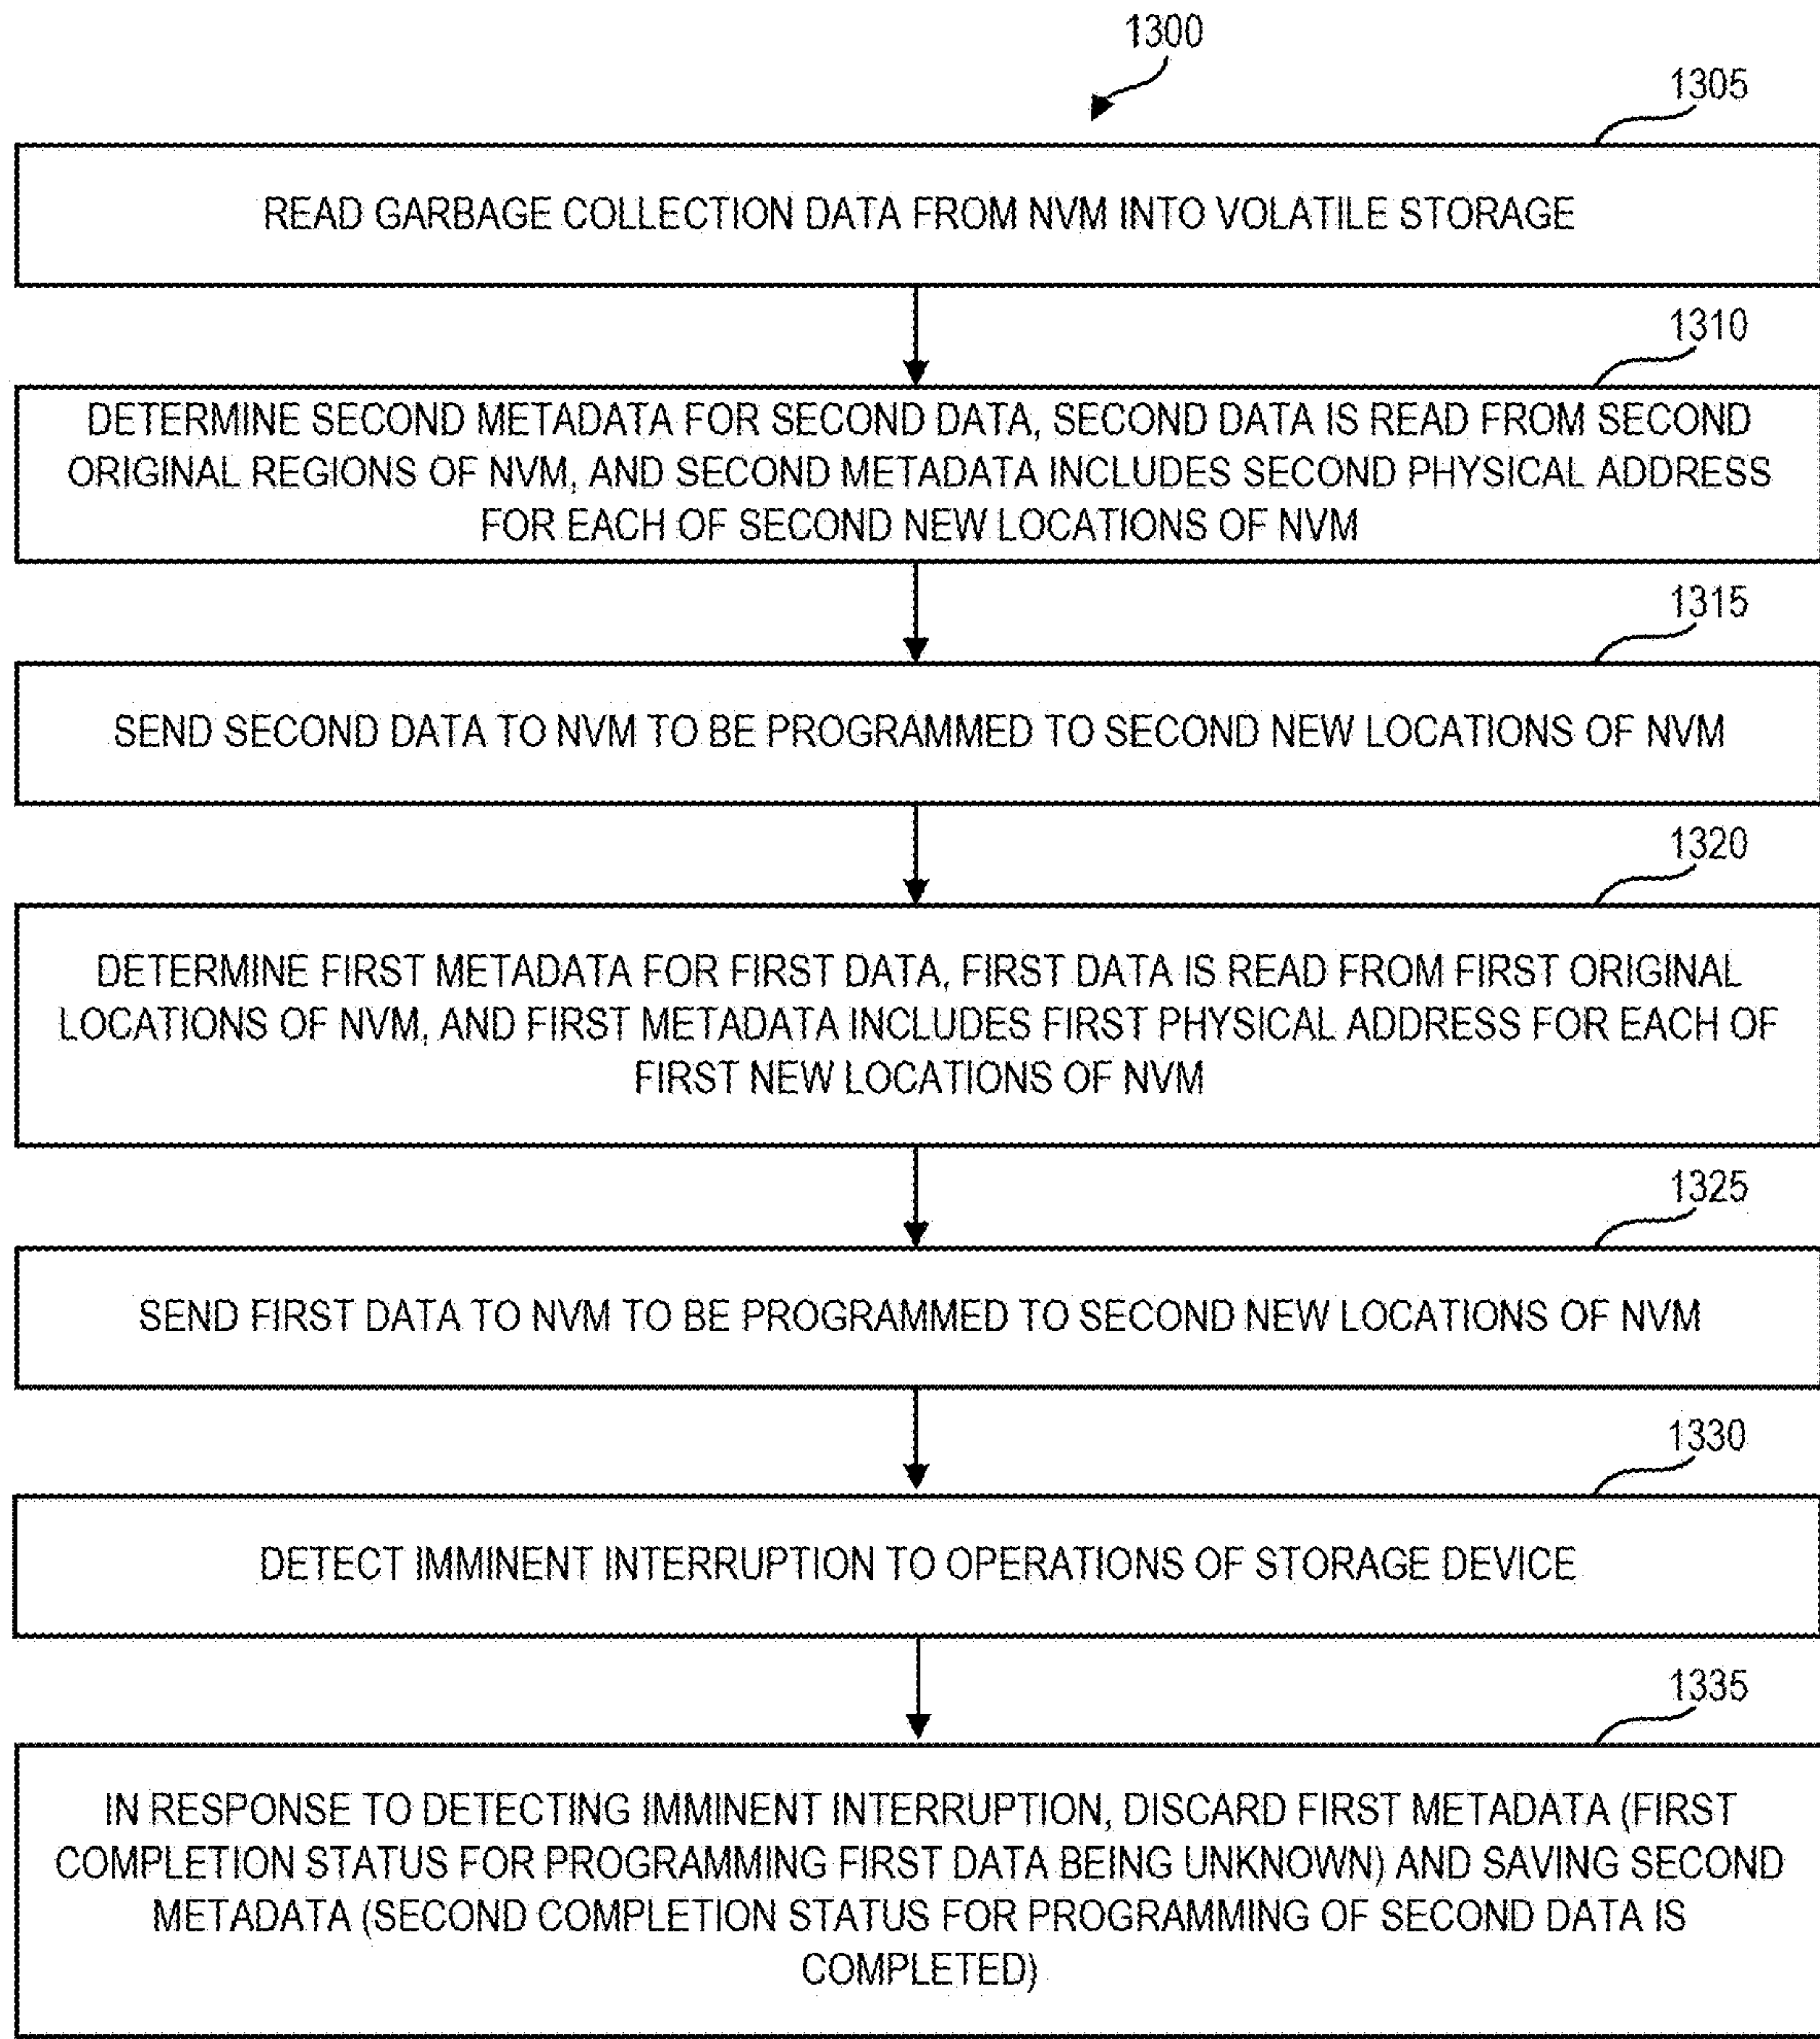 1300
1305
READ GARBAGE COLLECTION DATA FROM NVM INTO VOLATILE STORAGE
1310
DETERMINE SECOND METADATA FOR SECOND DATA, SECOND DATA IS READ FROM SECOND
ORIGINAL REGIONS OF NVM, AND SECOND METADATA INCLUDES SECOND PHYSICAL ADDRESS
FOR EACH OF SECOND NEW LOCATIONS OF NVM
1315
SEND SECOND DATA TO NVM TO BE PROGRAMMED TO SECOND NEW LOCATIONS OF NVM
1320
DETERMINE FIRST METADATA FOR FIRST DATA, FIRST DATA IS READ FROM FIRST ORIGINAL
LOCATIONS OF NVM, AND FIRST METADATA INCLUDES FIRST PHYSICAL ADDRESS FOR EACH OF
FIRST NEW LOCATIONS OF NVM
1325
SEND FIRST DATA TO NVM TO BE PROGRAMMED TO SECOND NEW LOCATIONS OF NVM
1330
DETECT IMMINENT INTERRUPTION TO OPERATIONS OF STORAGE DEVICE
1335
IN RESPONSE TO DETECTING IMMINENT INTERRUPTION, DISCARD FIRST METADATA (FIRST
COMPLETION STATUS FOR PROGRAMMING FIRST DATA BEING UNKNOWN) AND SAVING SECOND
METADATA (SECOND COMPLETION STATUS FOR PROGRAMMING OF SECOND DATA IS
COMPLETED)